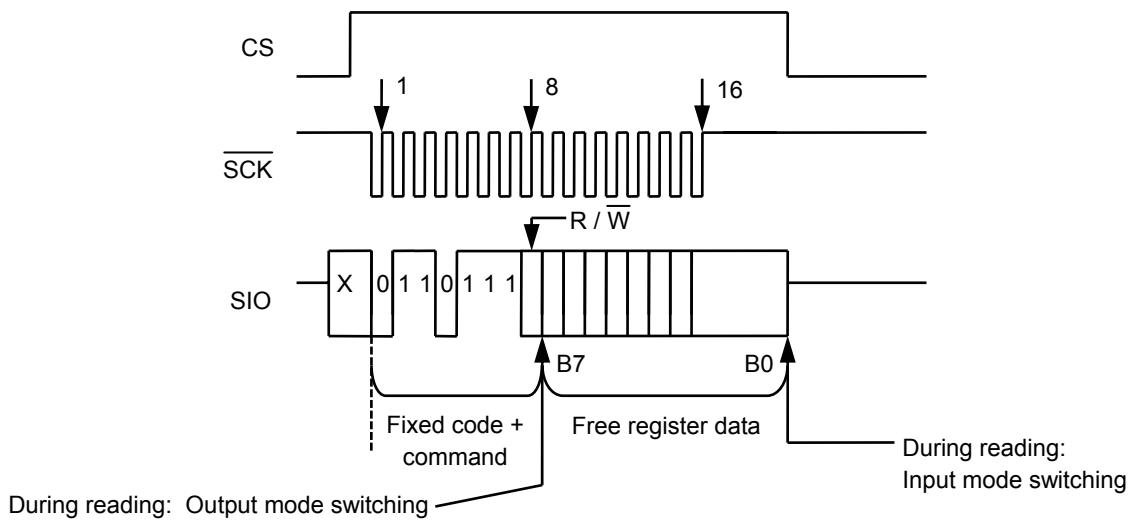 CS
1
8
16
SCK
R / W
X 0 1 1 0 1 1 1
SIO
B7
B0
Fixed code +
command
Free register data
During reading:
Input mode switching
During reading: Output mode switching